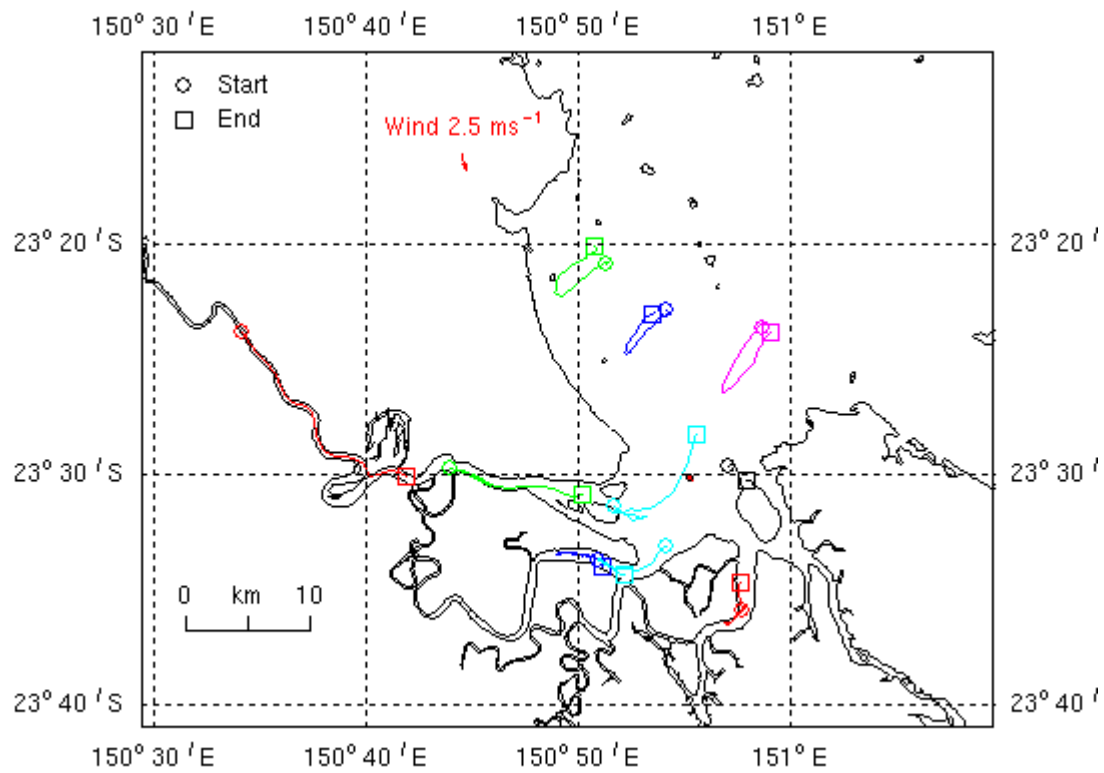 150° 30 ' E 150° 40 ' E 150° 50 ' E 151° E
Start
End
Wind 2.5 ms⁻¹
23° 20 ' S 23° 20 '
23° 30 ' S 23° 30 '
0 km 10
23° 40 ' S 23° 40 '
150° 30 ' E 150° 40 ' E 150° 50 ' E 151° E